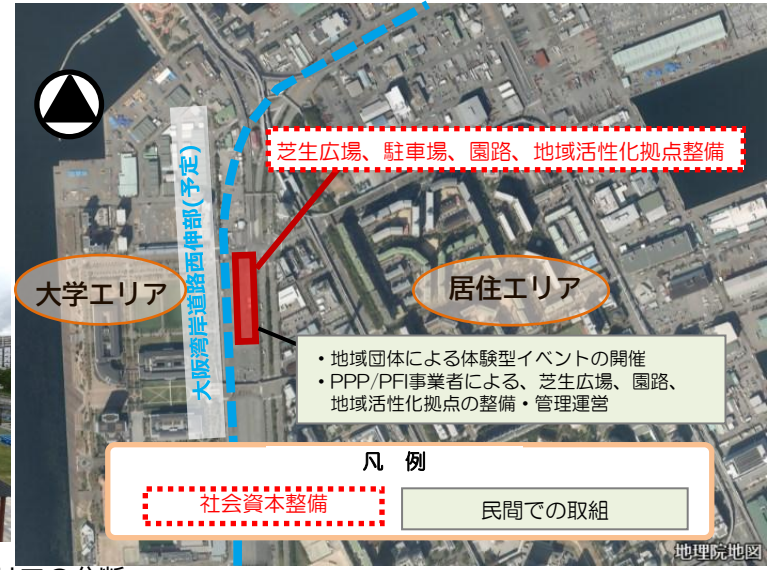 芝生広場、駐車場、園路、地域活性化拠点整備
大阪湾岸道路西伸部(予定)
大学エリア
居住エリア
・地域団体による体験型イベントの開催
・PPP/PFI事業者による、芝生広場、園路、
地域活性化拠点の整備・管理運営
凡 例
社会資本整備
民間での取組
地理院地図